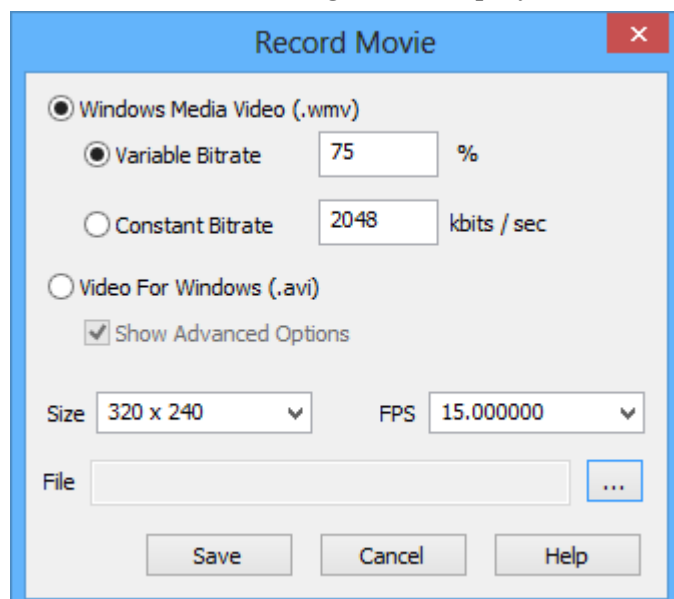 Record Movie
Windows Media Video (.wmv)
Variable Bitrate 75 %
Constant Bitrate 2048 kbits / sec
Video For Windows (.avi)
Show Advanced Options
Size 320 x 240 FPS 15.000000
File ...
Save Cancel Help